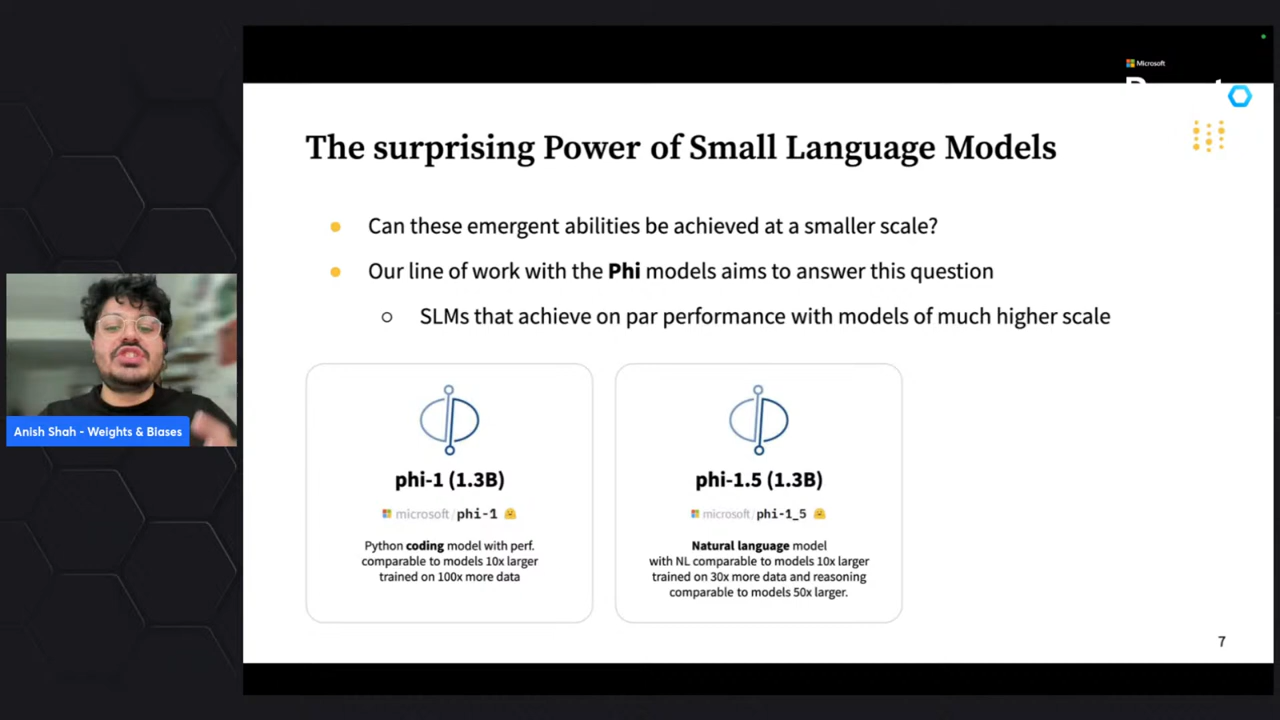 Microsoft
The surprising Power of Small Language Models
Can these emergent abilities be achieved at a smaller scale?
Our line of work with the Phi models aims to answer this question
SLMs that achieve on par performance with models of much higher scale
phi-1 (1.3B)
microsoft/phi-1
Python coding model with perf.
comparable to models 10x larger
trained on 100x more data
phi-1.5 (1.3B)
microsoft/phi-1_5
Natural language model
with NL comparable to models 10x larger
trained on 30x more data and reasoning
comparable to models 50x larger.
Anish Shah - Weights & Biases
7